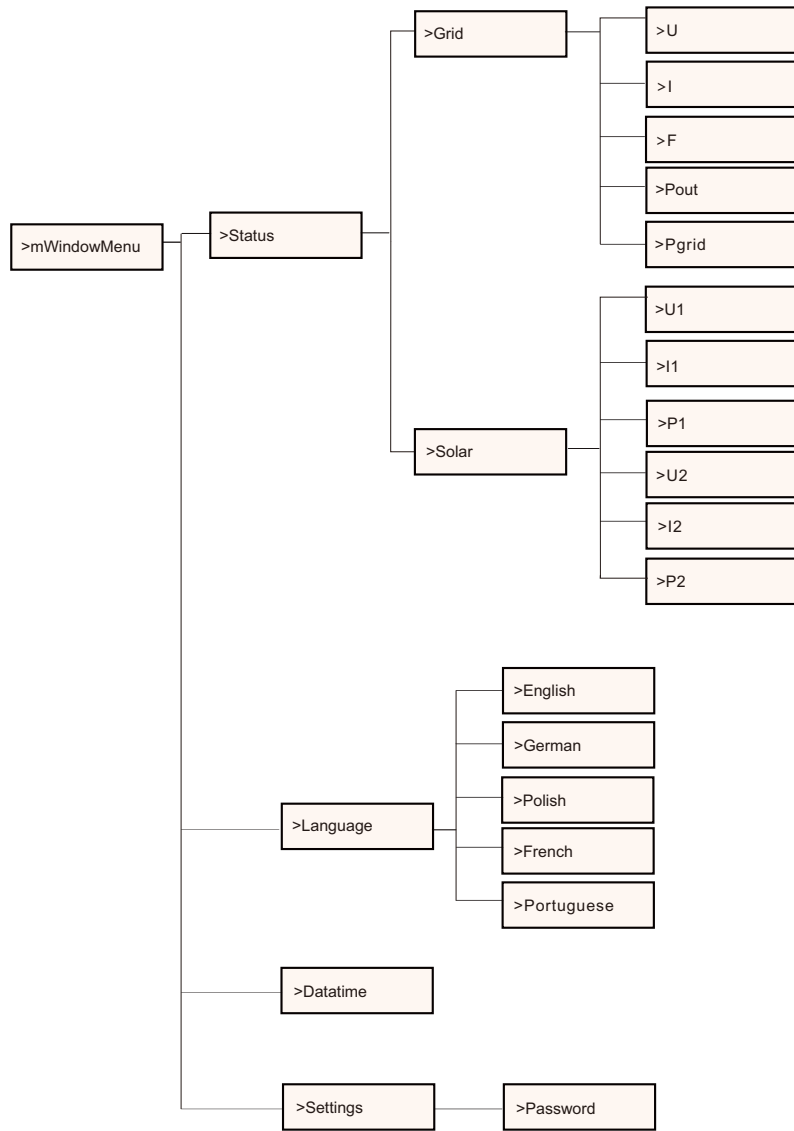 >mWindowMenu
>Status
>Grid
>U
>I
>F
>Pout
>Pgrid
>Solar
>U1
>I1
>P1
>U2
>I2
>P2
>Language
>English
>German
>Polish
>French
>Portuguese
>Datatime
>Settings
>Password